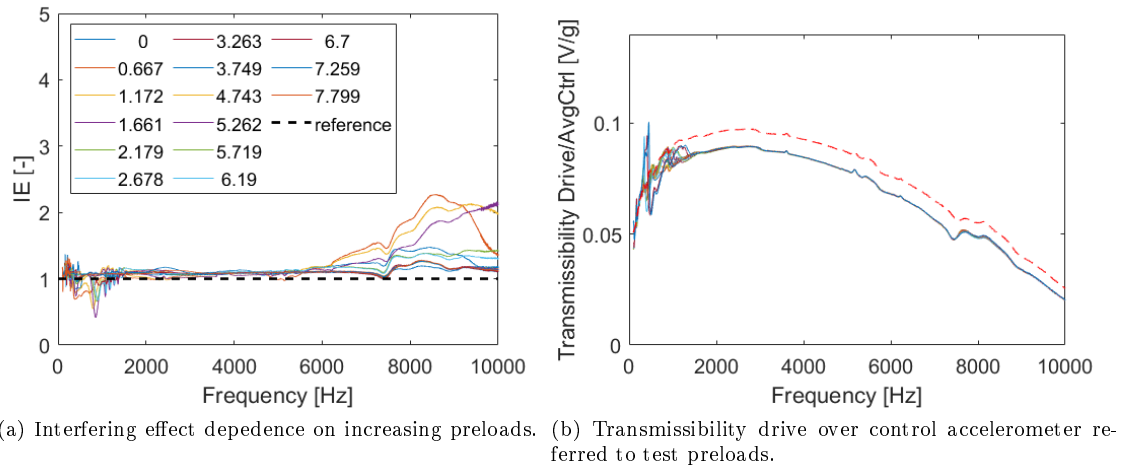 5
4
3
2
1
0
IE [-]
0 3.263 6.7
0.667 3.749 7.259
1.172 4.743 7.799
1.661 5.262 reference
2.179 5.719
2.678 6.19
0 2000 4000 6000 8000 10000
Frequency [Hz]
Transmissibility Drive/AvgCtrl [V/g]
0.1
0.05
0
0 2000 4000 6000 8000 10000
Frequency [Hz]
(a) Interfering effect depedence on increasing preloads.
(b) Transmissibility drive over control accelerometer re-
ferred to test preloads.